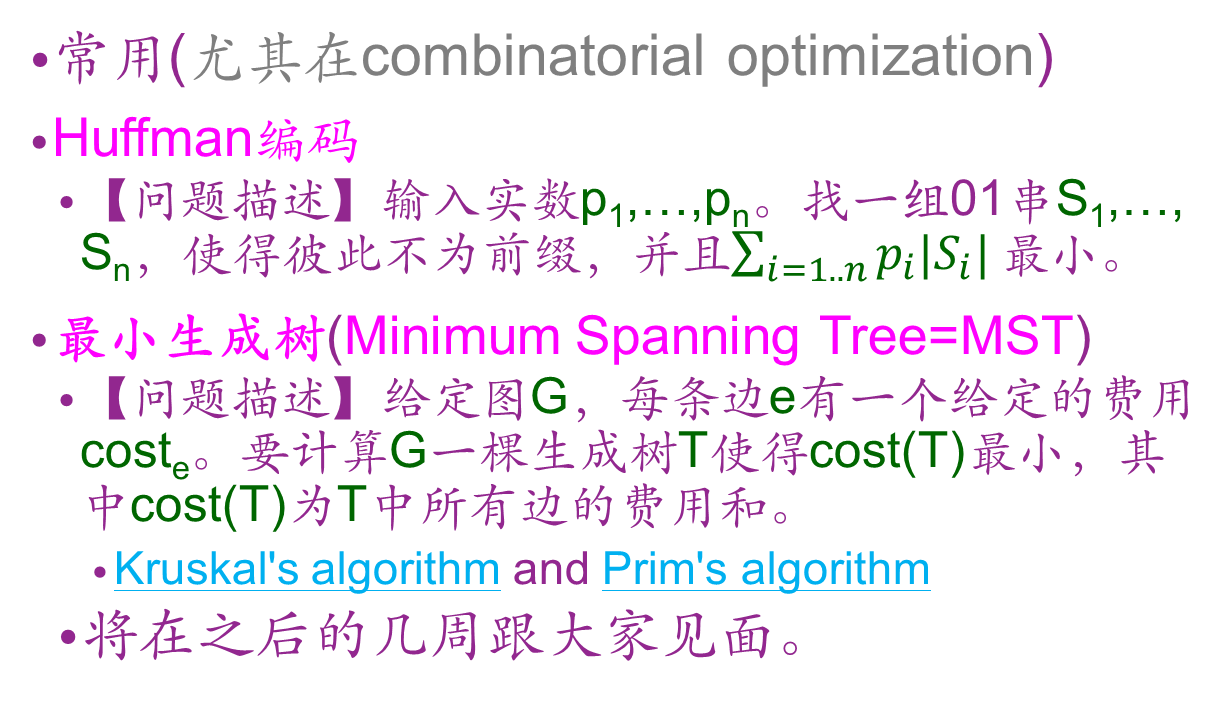 •常用(尤其在combinatorial optimization)
•Huffman编码
•【问题描述】输入实数p₁,…,pₙ。找一组01串S₁,…,
Sₙ，使得彼此不为前缀，并且∑ᵢ₌₁..ₙ pᵢ|Sᵢ| 最小。
•最小生成树(Minimum Spanning Tree=MST)
•【问题描述】给定图G，每条边e有一个给定的费用
costₑ。要计算G一棵生成树T使得cost(T)最小，其
中cost(T)为T中所有边的费用和。
•Kruskal's algorithm and Prim's algorithm
•将在之后的几周跟大家见面。